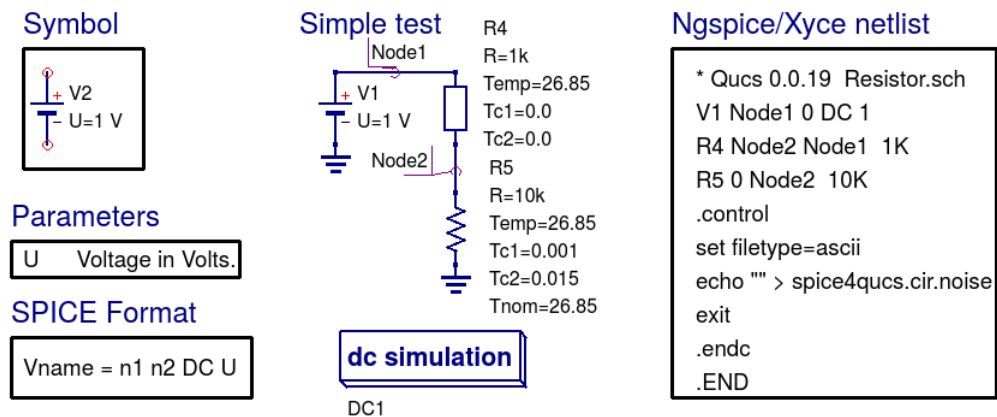 Symbol
V2
+
U=1 V
−
Parameters
U Voltage in Volts.
SPICE Format
Vname = n1 n2 DC U
Simple test
Node1
V1
+
U=1 V
−
R4
R=1k
Temp=26.85
Tc1=0.0
Tc2=0.0
Node2
R5
R=10k
Temp=26.85
Tc1=0.001
Tc2=0.015
Tnom=26.85
dc simulation
DC1
Ngspice/Xyce netlist
* Qucs 0.0.19 Resistor.sch
V1 Node1 0 DC 1
R4 Node2 Node1 1K
R5 0 Node2 10K
.control
set filetype=ascii
echo "" > spice4qucs.cir.noise
exit
.endc
.END